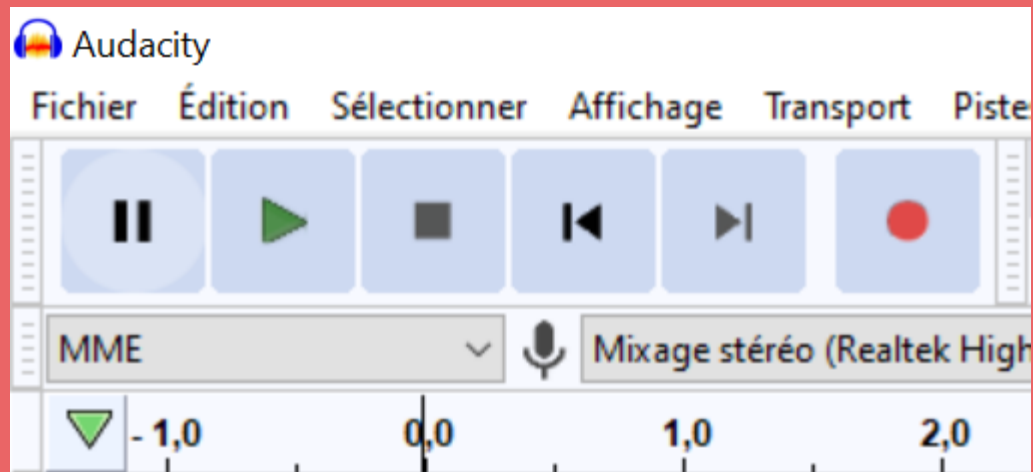 Audacity
Fichier Édition Sélectionner Affichage Transport Piste
MME Mixage stéréo (Realtek High
- 1,0 0,0 1,0 2,0